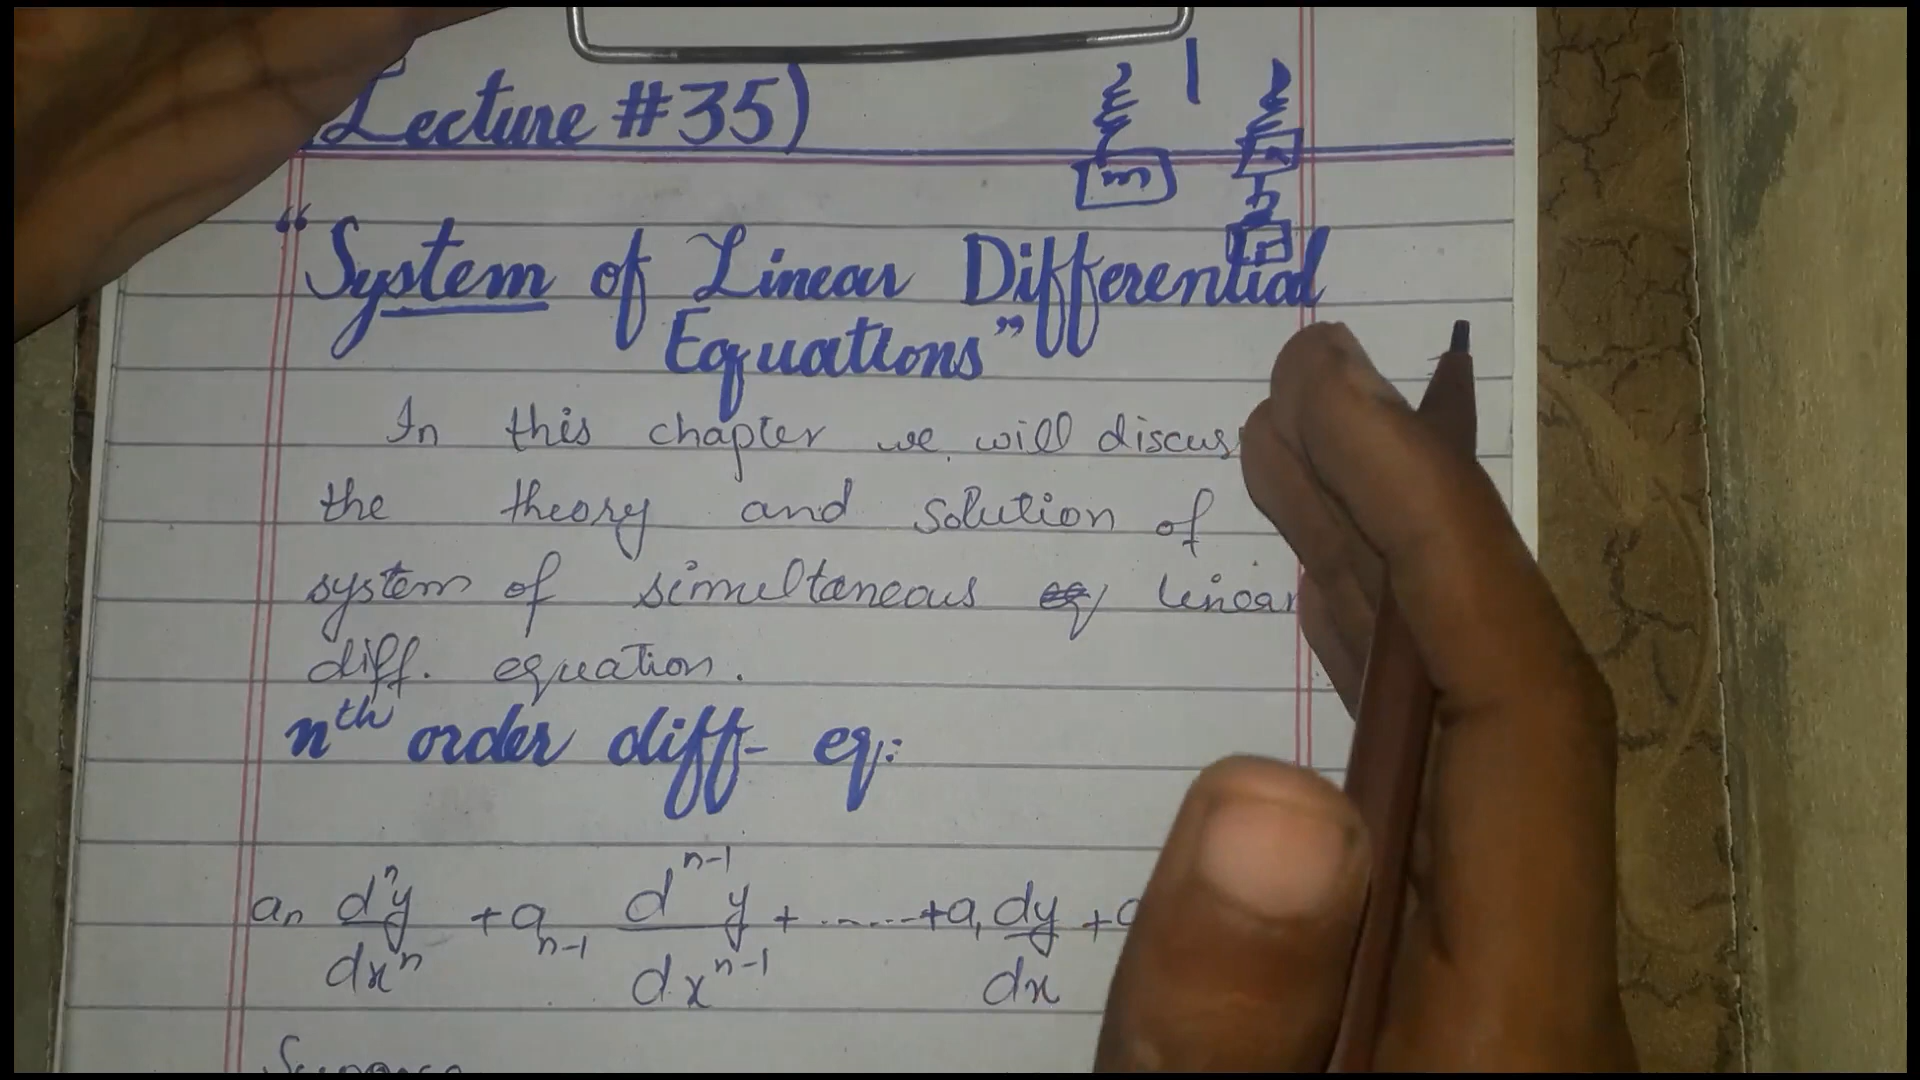 Lecture #35)
m
"System of Linear Differential
Equations"
In this chapter we will discuss
the theory and solution of
system of simultaneous linear
diff. equation.
nth order diff- eq:
an dⁿy/dxⁿ + an-1 dⁿ⁻¹y/dxⁿ⁻¹ + ...... + a1 dy/dx +